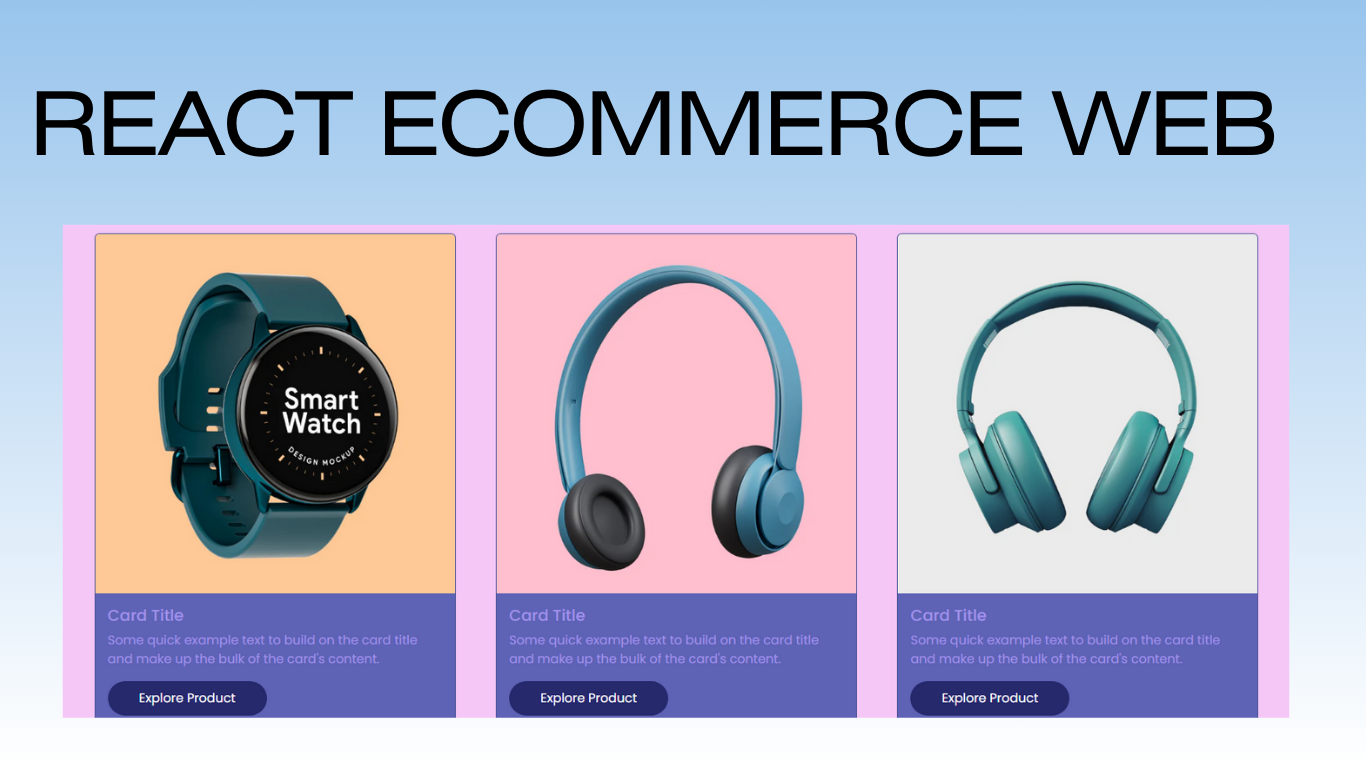 REACT ECOMMERCE WEB
Smart
Watch
DESIGN MOCKUP
Card Title
Some quick example text to build on the card title
and make up the bulk of the card's content.
Explore Product
Card Title
Some quick example text to build on the card title
and make up the bulk of the card's content.
Explore Product
Card Title
Some quick example text to build on the card title
and make up the bulk of the card's content.
Explore Product